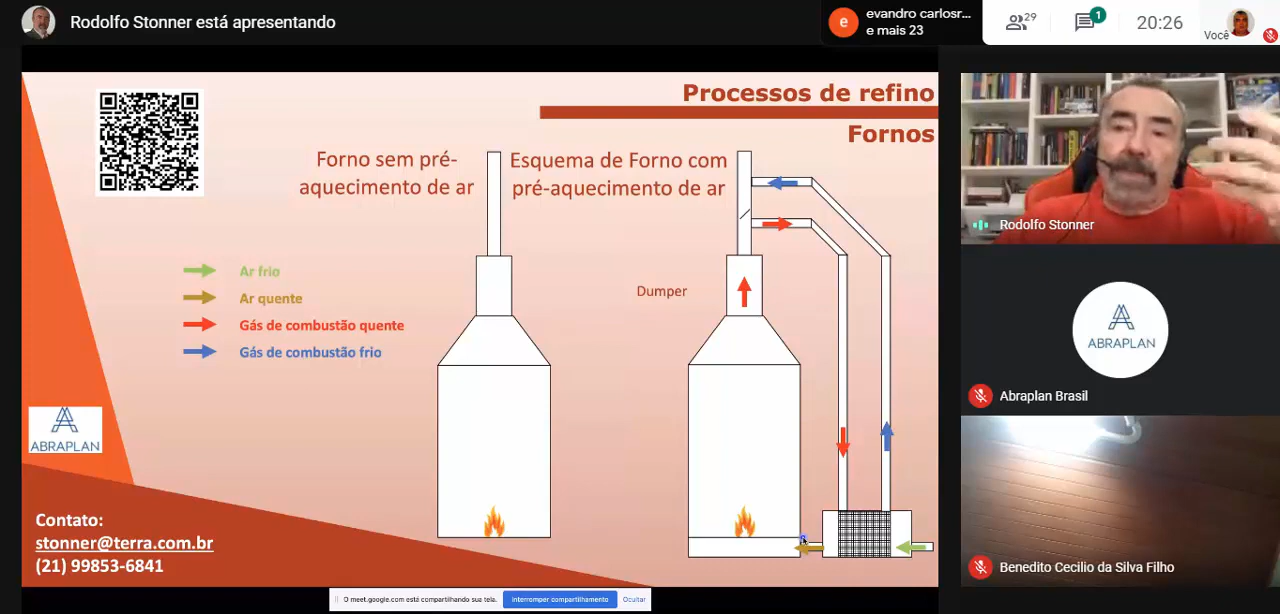 Rodolfo Stonner está apresentando
e
evandro carlosr...
e mais 23
29
1
20:26
Você
Processos de refino
Fornos
Forno sem pré-
aquecimento de ar
Esquema de Forno com
pré-aquecimento de ar
Ar frio
Ar quente
Gás de combustão quente
Gás de combustão frio
Dumper
ABRAPLAN
Contato:
stonner@terra.com.br
(21) 99853-6841
Rodolfo Stonner
ABRAPLAN
Abraplan Brasil
Benedito Cecilio da Silva Filho
O meet.google.com está compartilhando sua tela.
Interromper compartilhamento
Ocultar